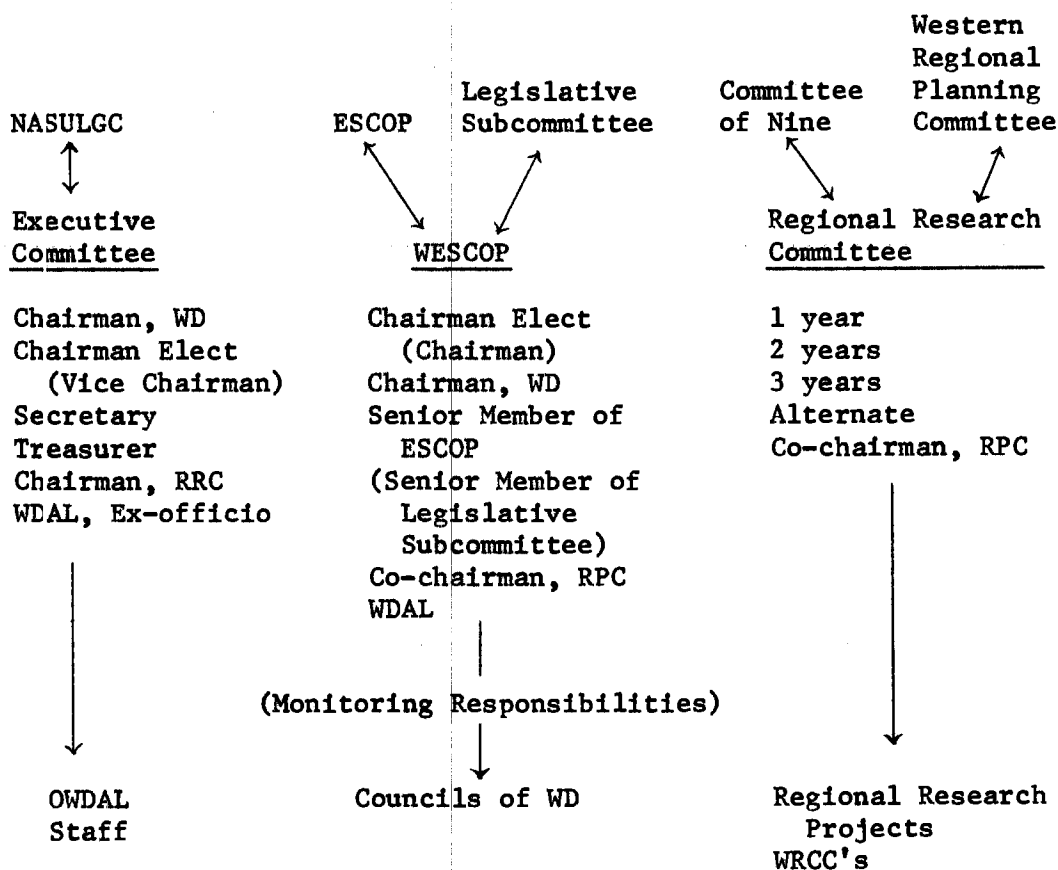 Western
Regional
Legislative Committee Planning
NASULGC ESCOP Subcommittee of Nine Committee
Executive Regional Research
Committee WESCOP Committee
Chairman, WD Chairman Elect 1 year
Chairman Elect (Chairman) 2 years
(Vice Chairman) Chairman, WD 3 years
Secretary Senior Member of Alternate
Treasurer ESCOP Co-chairman, RPC
Chairman, RRC (Senior Member of
WDAL, Ex-officio Legislative
Subcommittee)
Co-chairman, RPC
WDAL
(Monitoring Responsibilities)
OWDAL Councils of WD Regional Research
Staff Projects
WRCC's